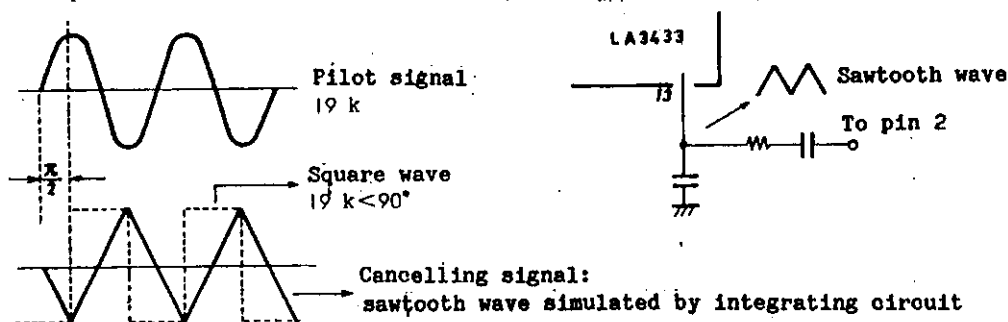 LA3433
Pilot signal
19 k
13
Sawtooth wave
To pin 2
π/2
Square wave
19 k<90°
Cancelling signal:
sawtooth wave simulated by integrating circuit